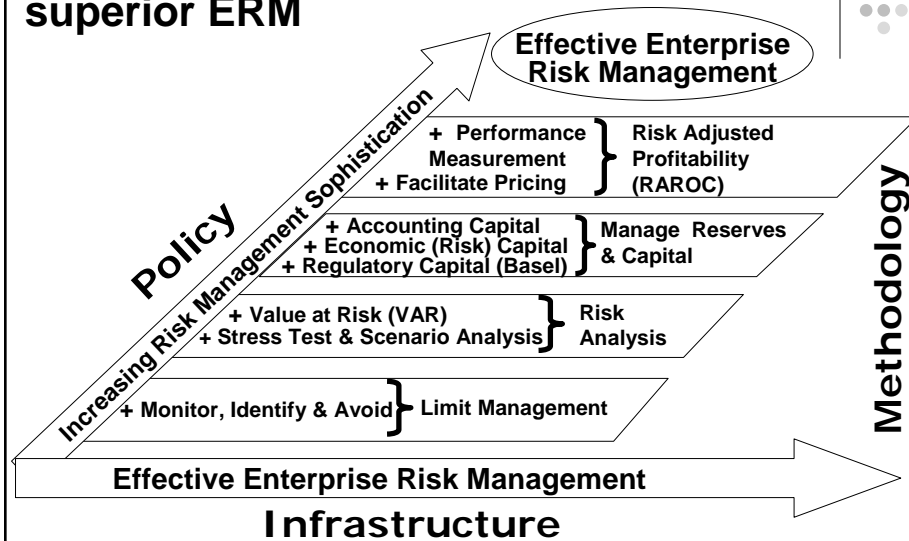 superior ERM
Effective Enterprise
Risk Management
+ Performance
Measurement
+ Facilitate Pricing
Risk Adjusted
Profitability
(RAROC)
+ Accounting Capital
+ Economic (Risk) Capital
+ Regulatory Capital (Basel)
Manage Reserves
& Capital
+ Value at Risk (VAR)
+ Stress Test & Scenario Analysis
Risk
Analysis
+ Monitor, Identify & Avoid
Limit Management
Policy
Increasing Risk Management Sophistication
Methodology
Effective Enterprise Risk Management
Infrastructure